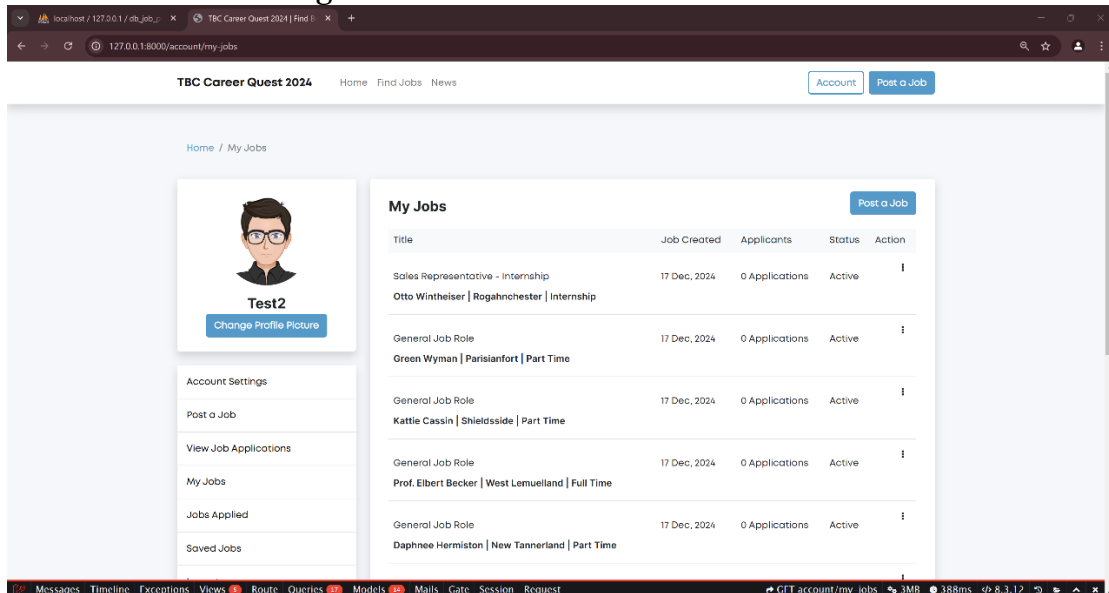 localhost / 127.0.0.1 / db_job_p
TBC Career Quest 2024 | Find B
127.0.0.1:8000/account/my-jobs
TBC Career Quest 2024 Home Find Jobs News Account Post a Job
Home / My Jobs
Test2
Change Profile Picture
Account Settings
Post a Job
View Job Applications
My Jobs
Jobs Applied
Saved Jobs
My Jobs Post a Job
Title Job Created Applicants Status Action
Sales Representative - Internship 17 Dec, 2024 0 Applications Active
Otto Wintheiser | Rogahnchester | Internship
General Job Role 17 Dec, 2024 0 Applications Active
Green Wyman | Parisianfort | Part Time
General Job Role 17 Dec, 2024 0 Applications Active
Kattie Cassin | Shieldsside | Part Time
General Job Role 17 Dec, 2024 0 Applications Active
Prof. Elbert Becker | West Lemuelland | Full Time
General Job Role 17 Dec, 2024 0 Applications Active
Daphnee Hermiston | New Tannerland | Part Time
Messages Timeline Exceptions Views 5 Route Queries 17 Models 14 Mails Gate Session Request GET account/my-jobs 3MB 388ms 8.3.12